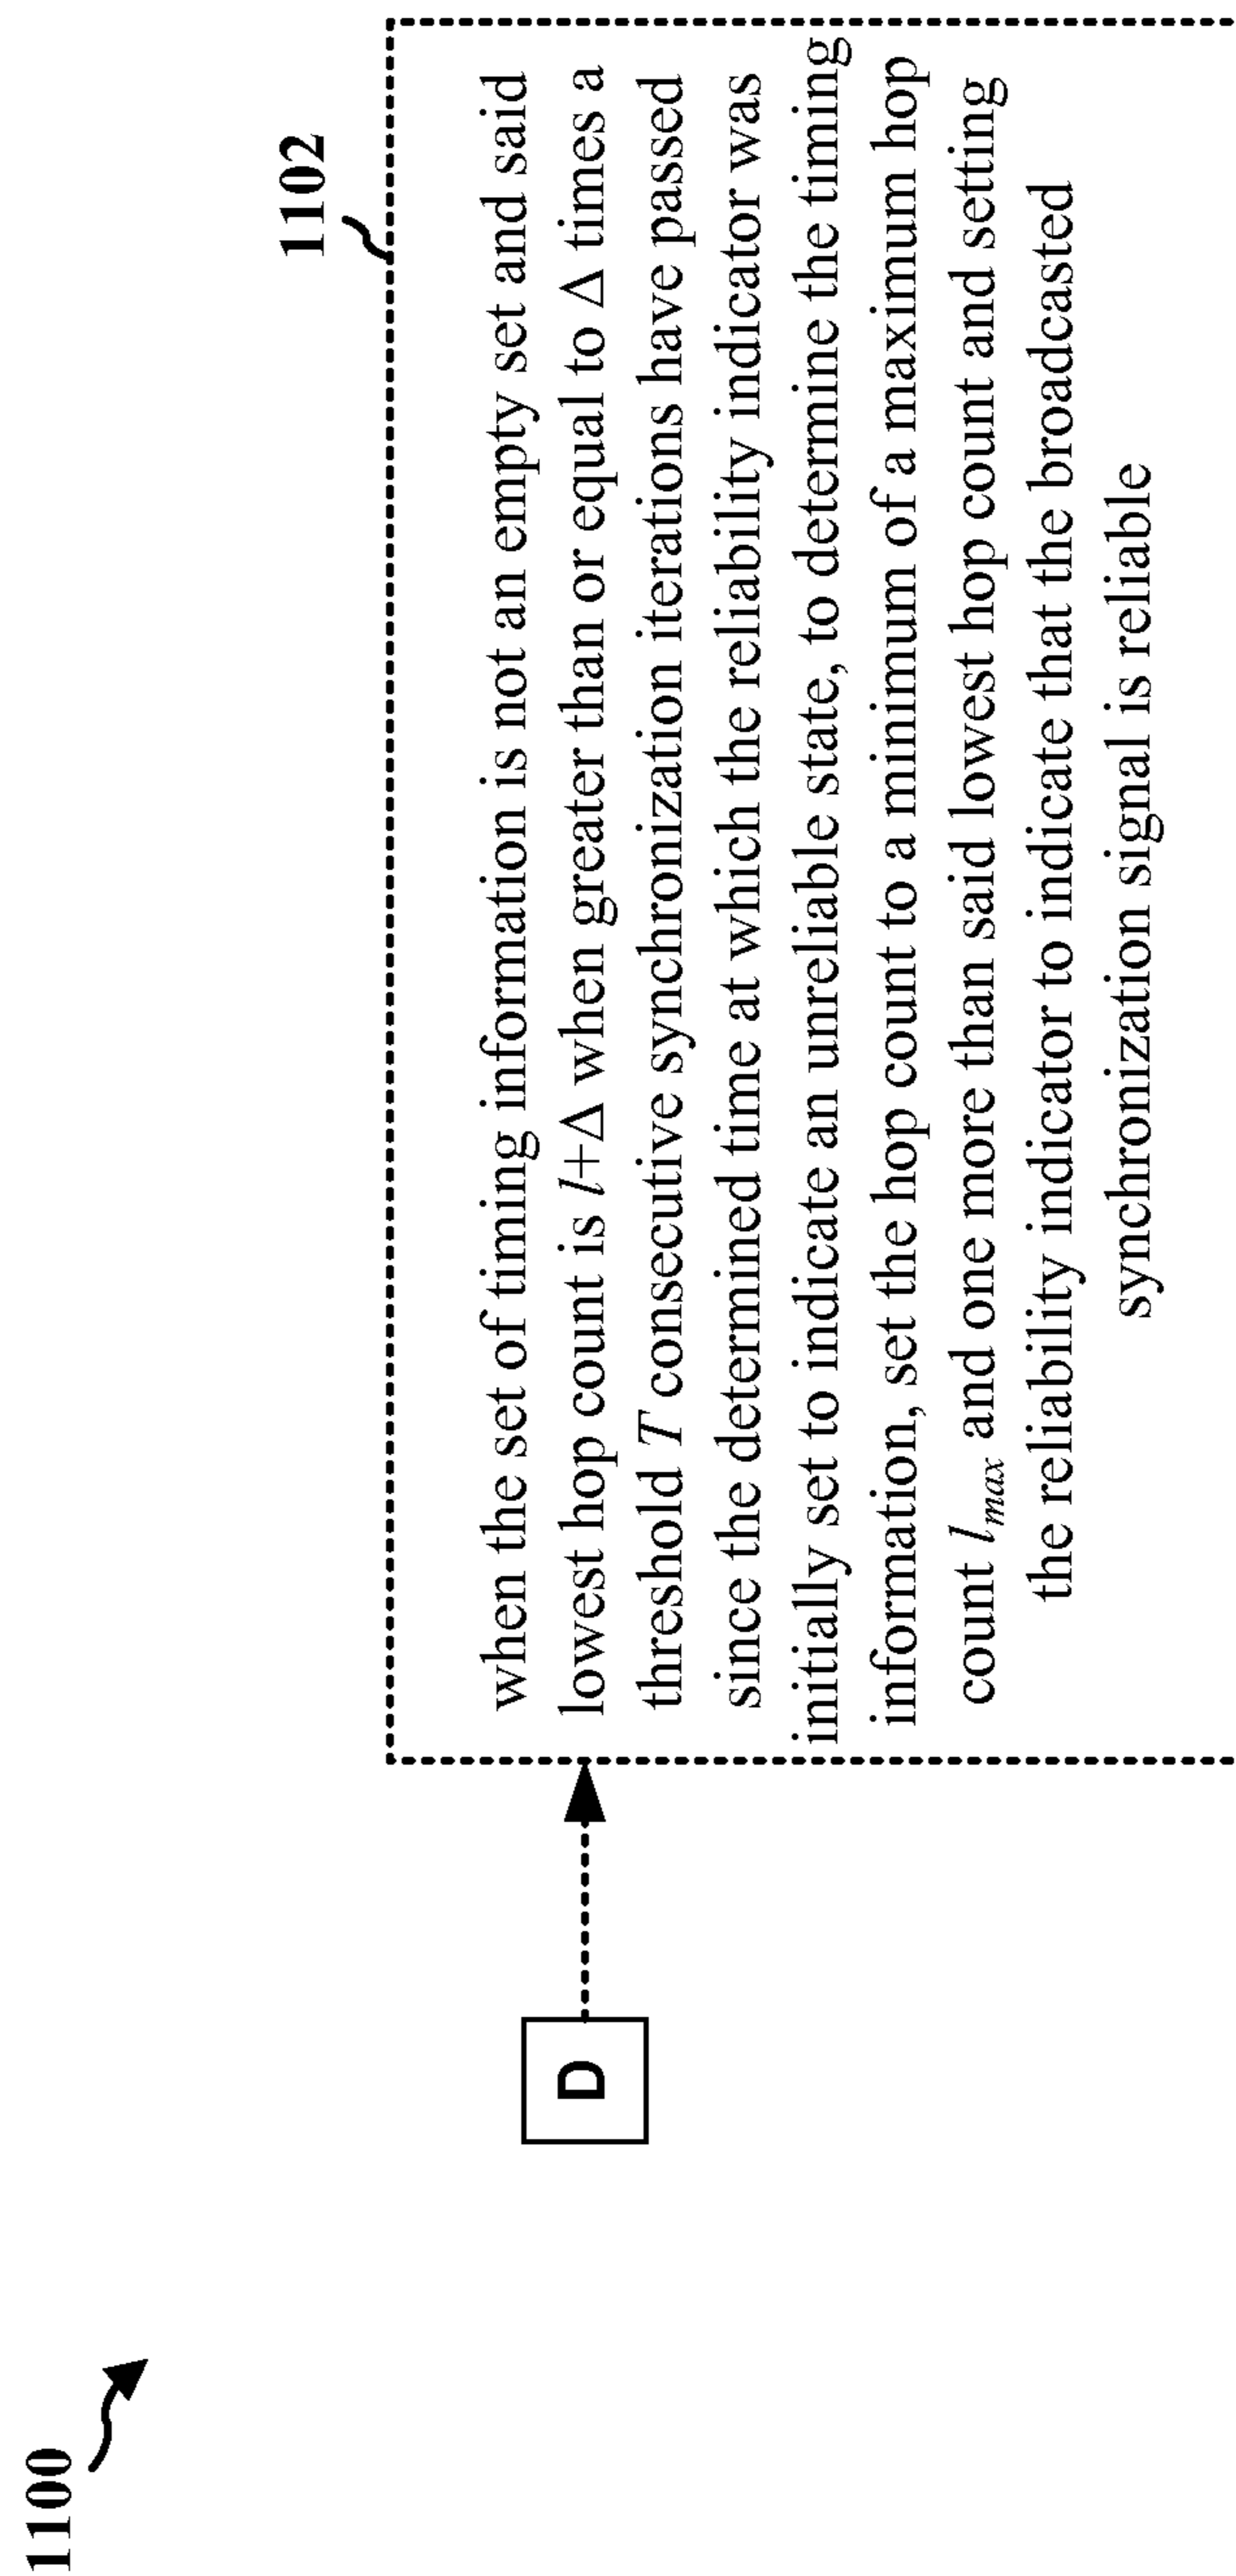 1100
1102
D
when the set of timing information is not an empty set and said
lowest hop count is l+Δ when greater than or equal to Δ times a
threshold T consecutive synchronization iterations have passed
since the determined time at which the reliability indicator was
initially set to indicate an unreliable state, to determine the timing
information, set the hop count to a minimum of a maximum hop
count lmax and one more than said lowest hop count and setting
the reliability indicator to indicate that the broadcasted
synchronization signal is reliable